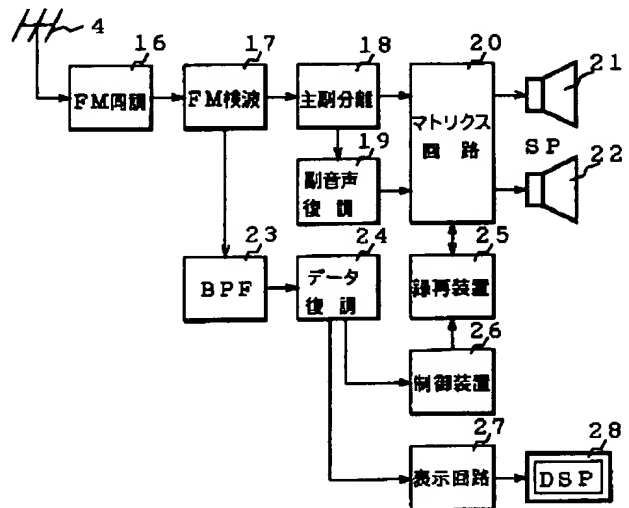 4
16
FM同調
17
FM検波
18
主副分離
20
マトリクス
回路
21
SP
22
19
副音声
復調
23
BPF
24
データ
復調
25
録再装置
26
制御装置
27
表示回路
28
DSP